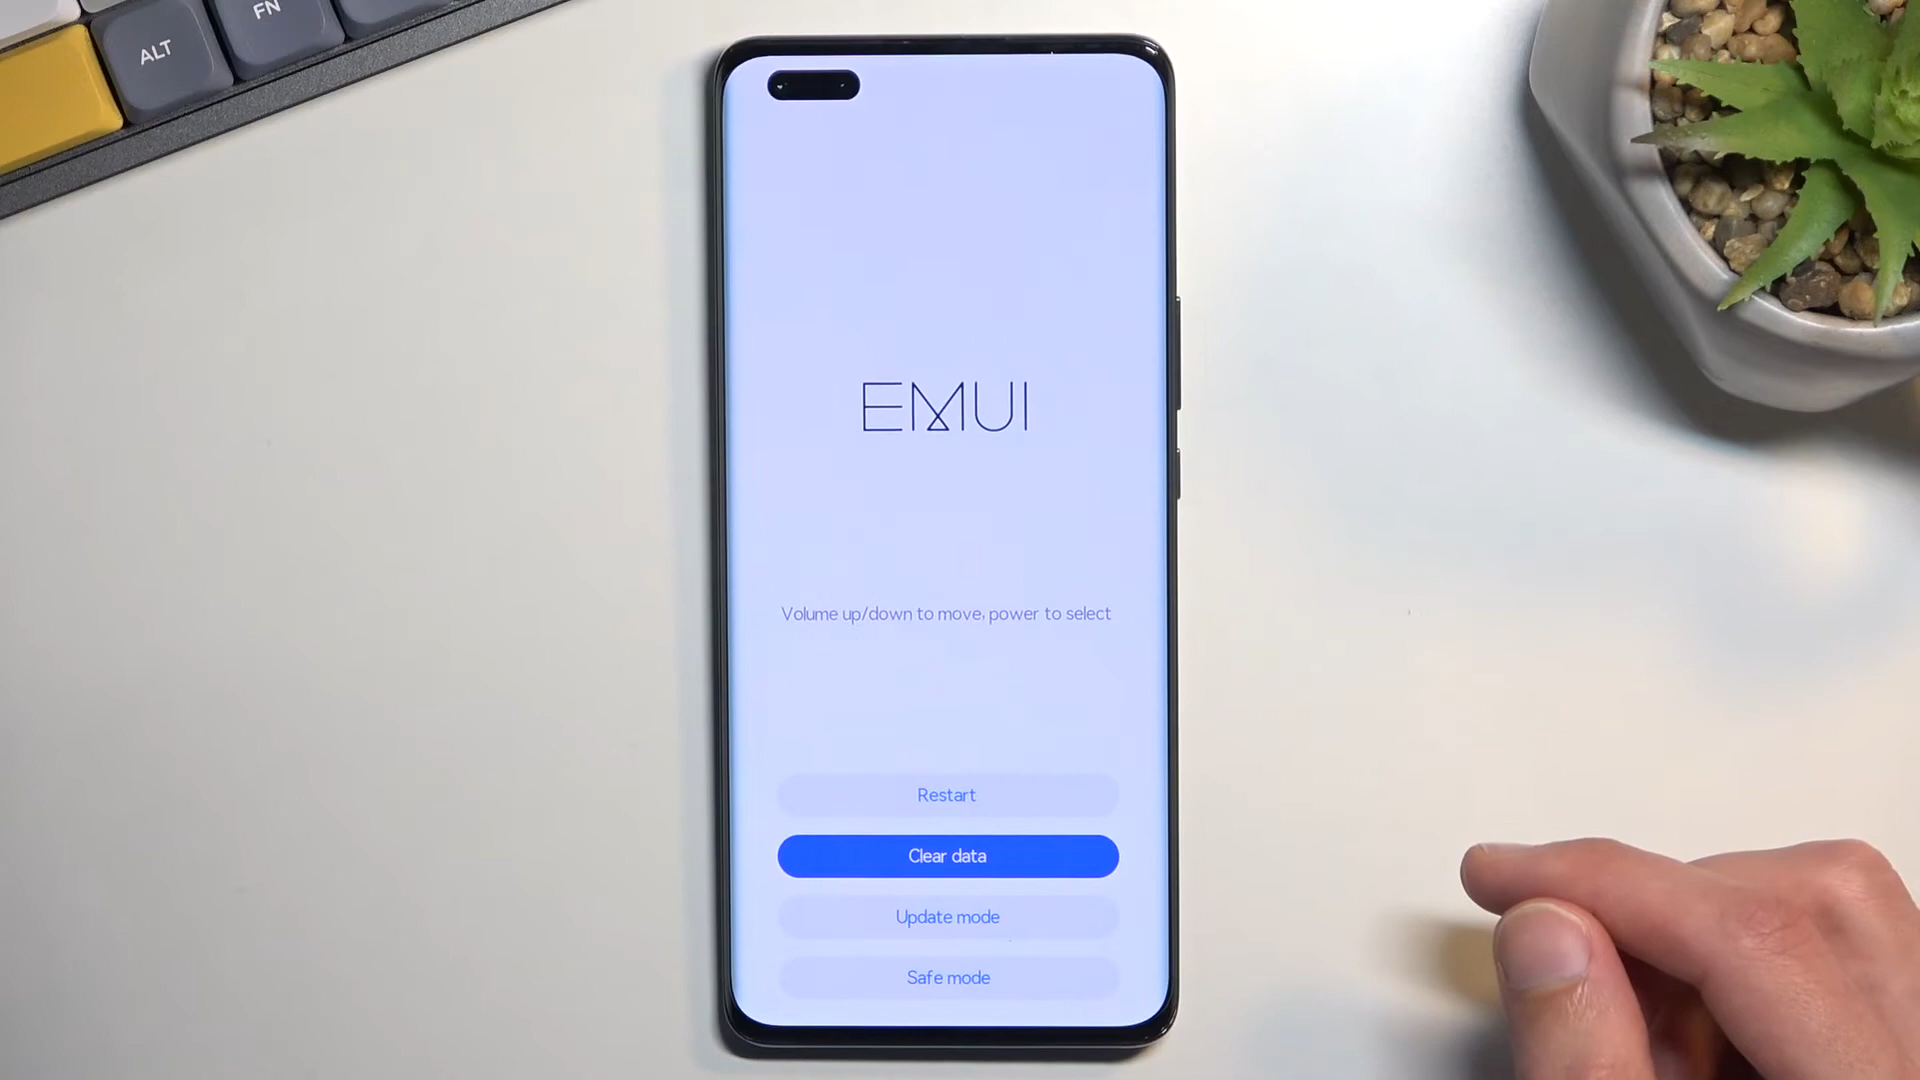 ALT
FN
EMUI
Volume up/down to move, power to select
Restart
Clear data
Update mode
Safe mode